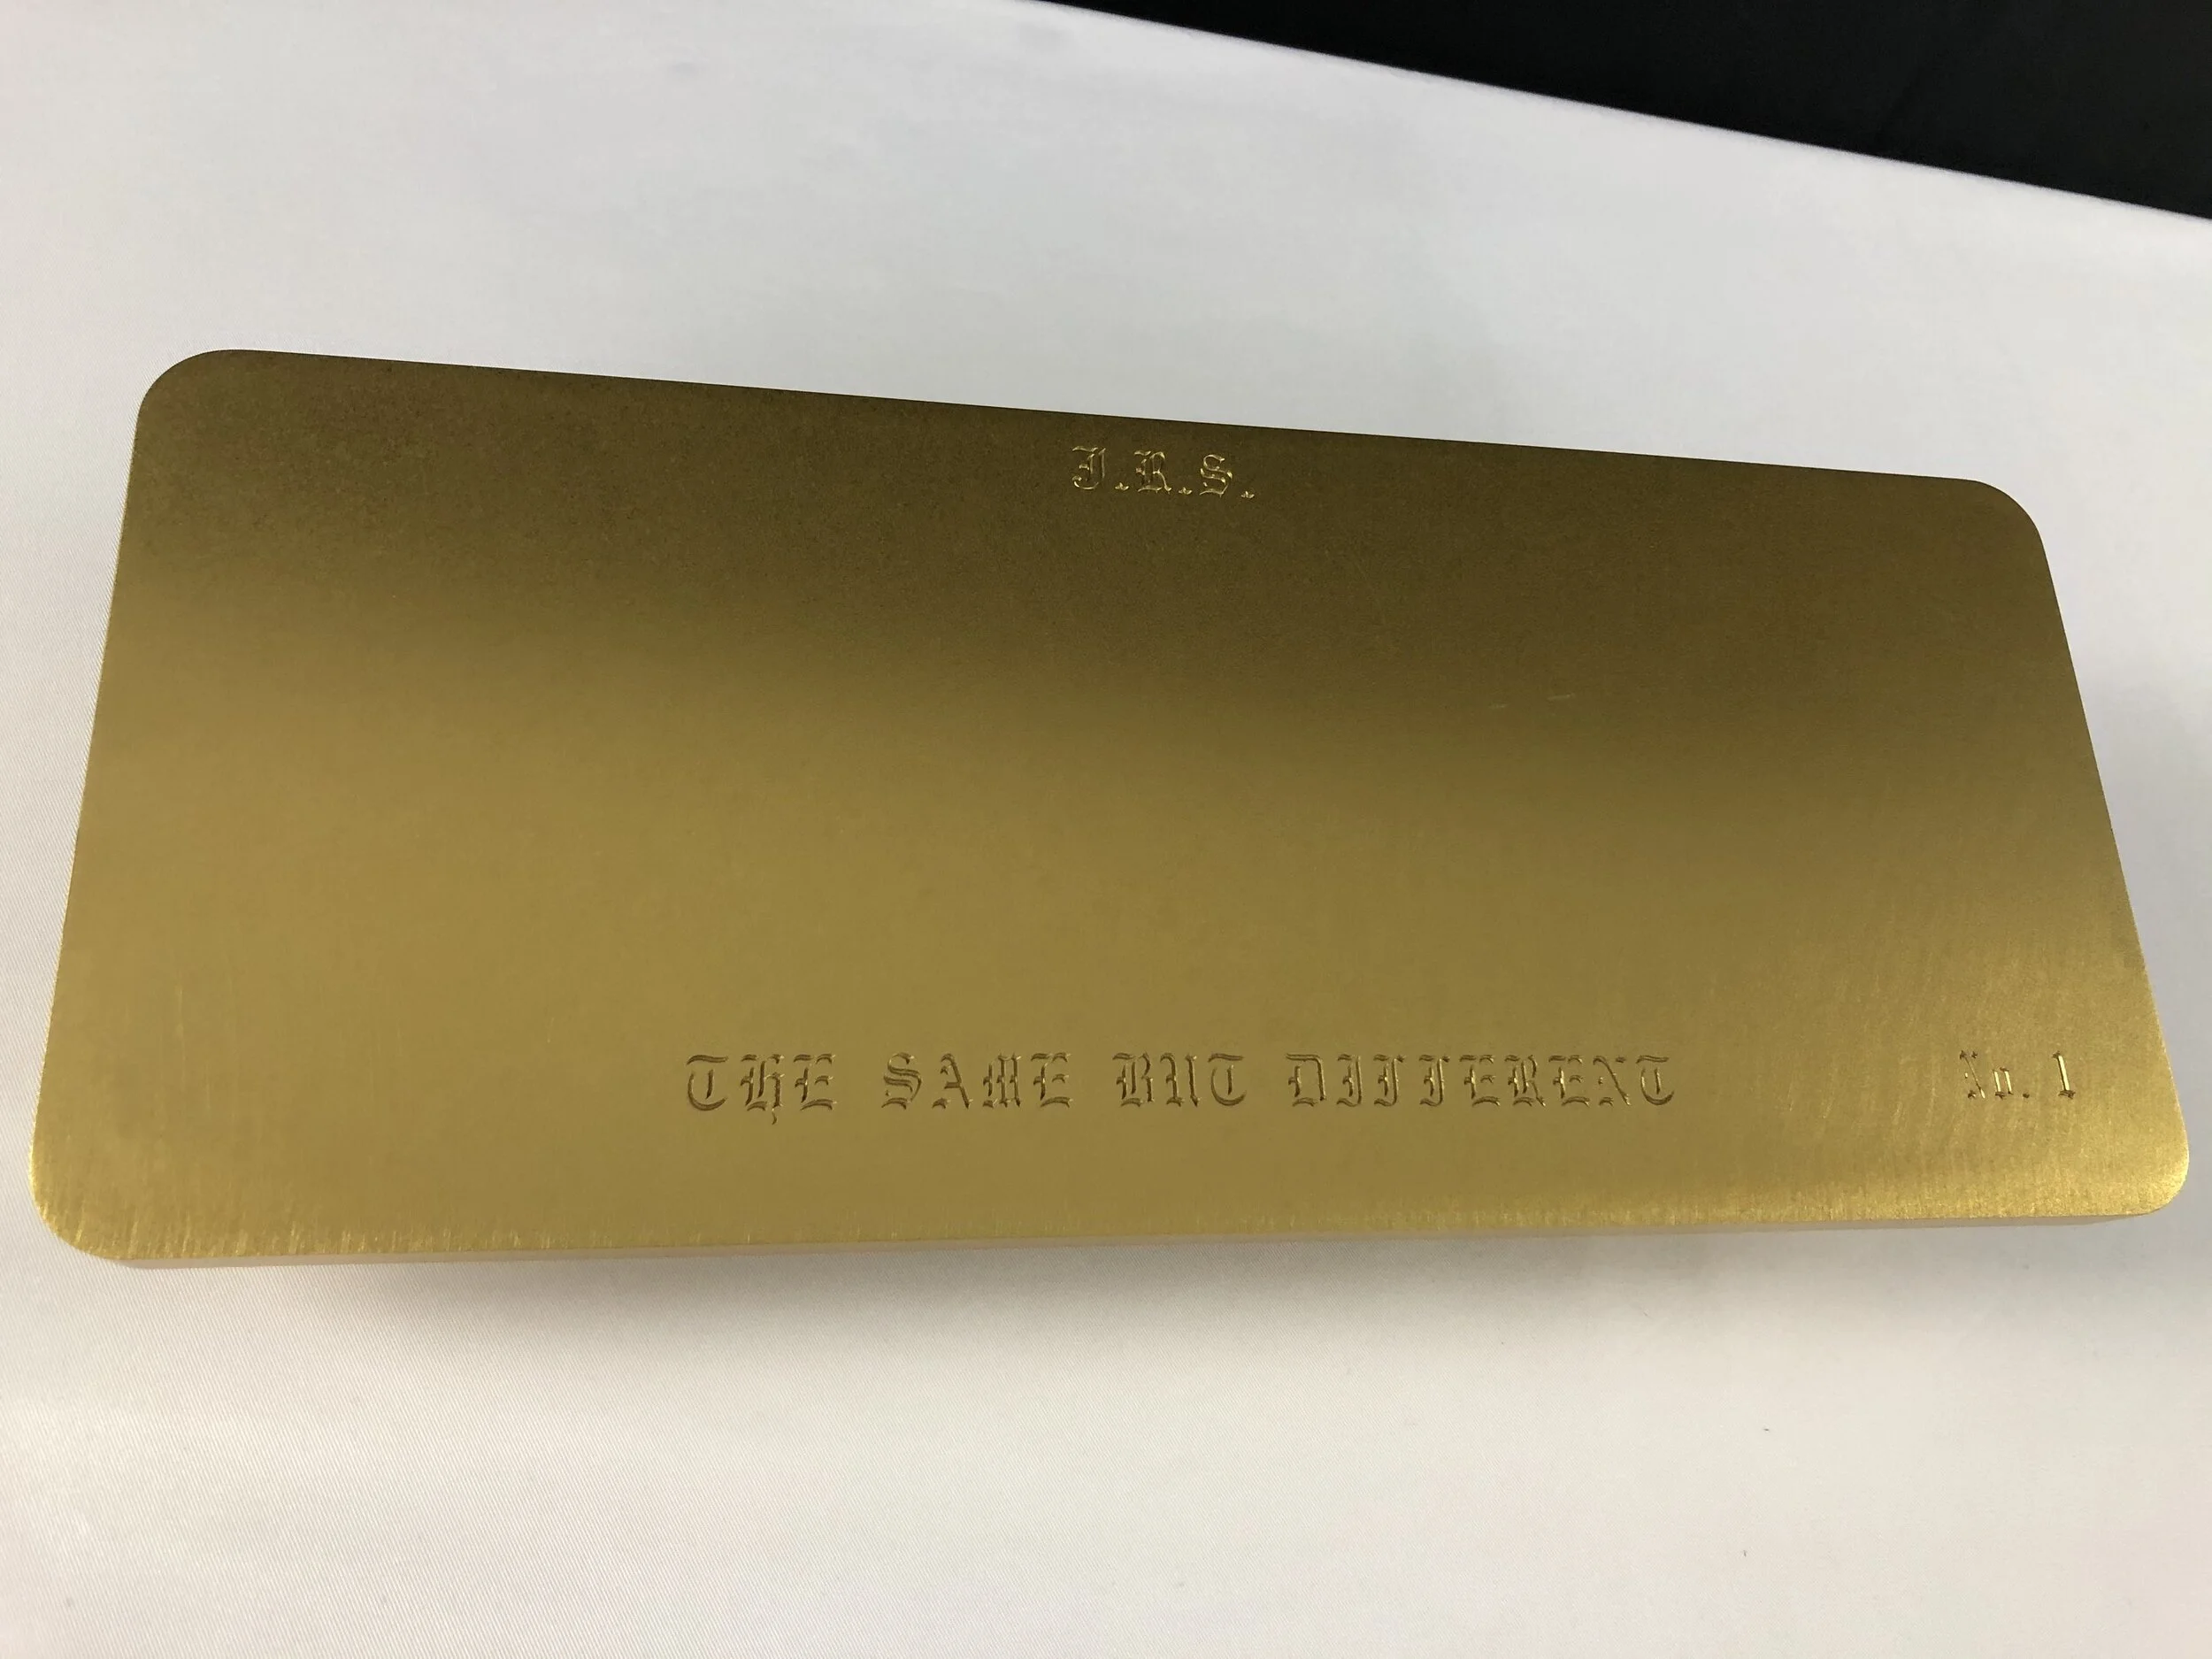 J.R.S.
THE SAME BUT DIFFERENT
No. 1